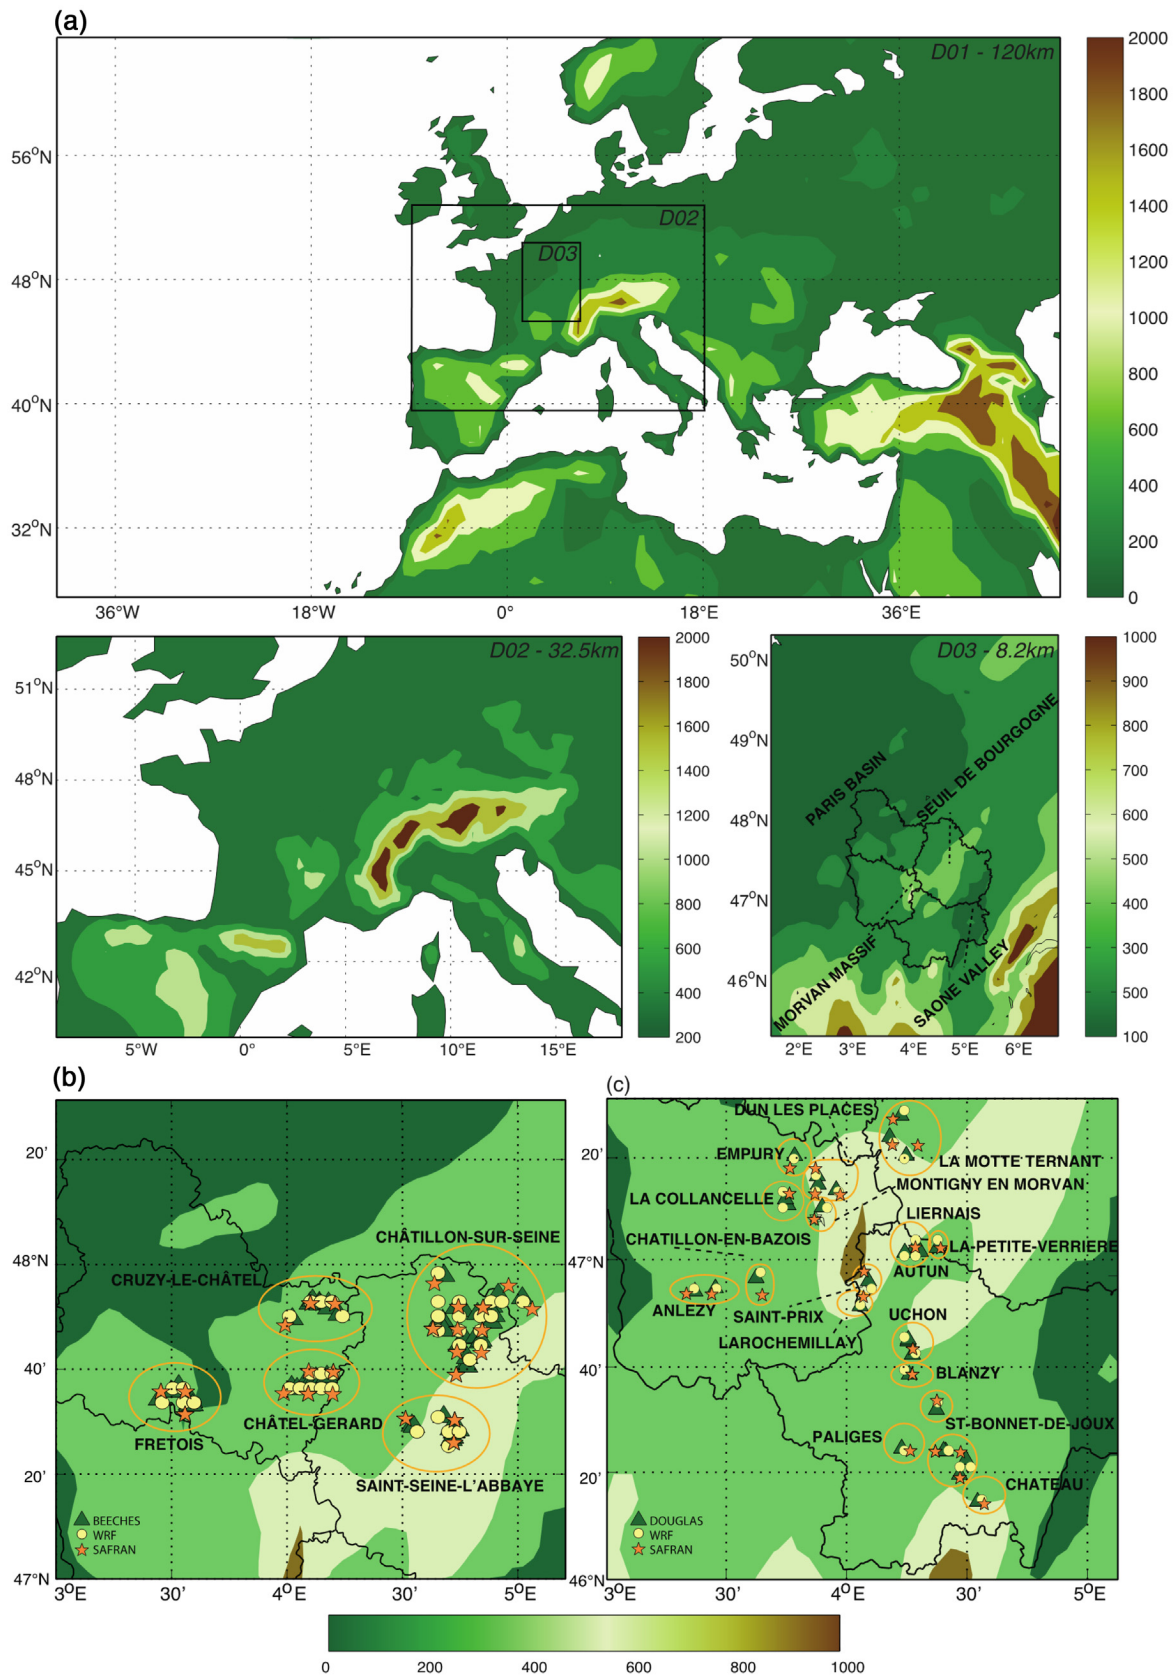 (a)
D01 - 120km
2000
1800
1600
1400
1200
1000
800
600
400
200
0
56°N
48°N
40°N
32°N
D02
D03
36°W
18°W
0°
18°E
36°E
D02 - 32.5km
51°N
48°N
45°N
42°N
5°W
0°
5°E
10°E
15°E
2000
1800
1600
1400
1200
1000
800
600
400
200
D03 - 8.2km
50°N
49°N
48°N
47°N
46°N
PARIS BASIN
SEUIL DE BOURGOGNE
MORVAN MASSIF
SAONE VALLEY
2°E
3°E
4°E
5°E
6°E
1000
900
800
700
600
500
400
300
500
100
(b)
20'
48°N
40'
20'
47°N
CHÂTILLON-SUR-SEINE
CRUZY-LE-CHÂTEL
CHÂTEL-GERARD
FRETOIS
SAINT-SEINE-L'ABBAYE
BEECHES
WRF
SAFRAN
3°E
30'
4°E
30'
5°E
(c)
20'
47°N
40'
20'
46°N
DUN LES PLACES
EMPURY
LA MOTTE TERNANT
MONTIGNY EN MORVAN
LA COLLANCELLE
LIERNAIS
CHATILLON-EN-BAZOIS
LA-PETITE-VERRIERE
AUTUN
ANLEZY
SAINT-PRIX
UCHON
LAROCHEMILLAY
BLANZY
ST-BONNET-DE-JOUX
PALIGES
CHATEAU
DOUGLAS
WRF
SAFRAN
3°E
30'
4°E
30'
5°E
0
200
400
600
800
1000